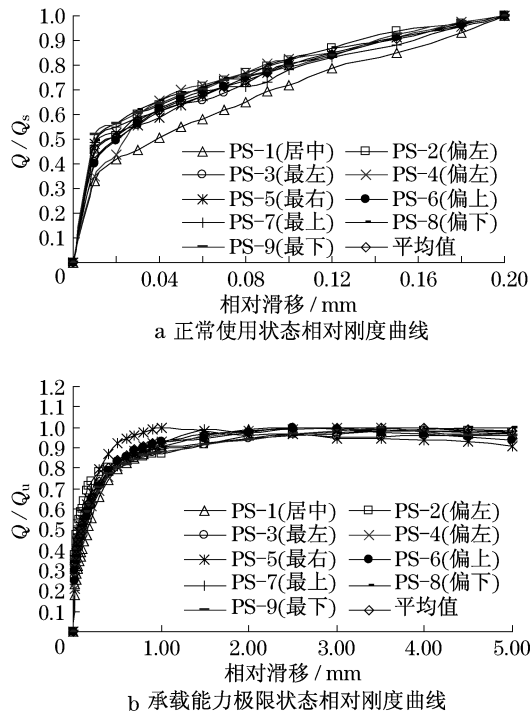 1.0
0.9
0.8
0.7
0.6
0.5
0.4
0.3
0.2
0.1
0
Q / Qs
PS-1(居中) PS-2(偏左)
PS-3(最左) PS-4(偏左)
PS-5(最右) PS-6(偏上)
PS-7(最上) PS-8(偏下)
PS-9(最下) 平均值
0.04 0.08 0.12 0.16 0.20
相对滑移 / mm
a 正常使用状态相对刚度曲线
1.2
1.1
1.0
0.9
0.8
0.7
0.6
0.5
0.4
0.3
0.2
0.1
0
Q / Qu
PS-1(居中) PS-2(偏左)
PS-3(最左) PS-4(偏左)
PS-5(最右) PS-6(偏上)
PS-7(最上) PS-8(偏下)
PS-9(最下) 平均值
1.00 2.00 3.00 4.00 5.00
相对滑移 / mm
b 承载能力极限状态相对刚度曲线